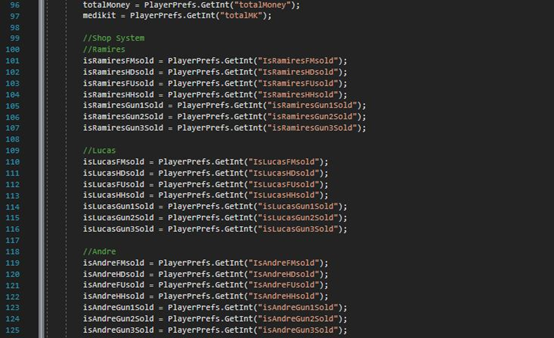 96 totalMoney = PlayerPrefs.GetInt("totalMoney");
97 medikit = PlayerPrefs.GetInt("totalMK");
98
99 //Shop System
100 //Ramires
101 isRamiresFMsold = PlayerPrefs.GetInt("IsRamiresFMsold");
102 isRamiresHDsold = PlayerPrefs.GetInt("IsRamiresHDsold");
103 isRamiresFUsold = PlayerPrefs.GetInt("IsRamiresFUsold");
104 isRamiresHHsold = PlayerPrefs.GetInt("IsRamiresHHsold");
105 isRamiresGun1Sold = PlayerPrefs.GetInt("isRamiresGun1Sold");
106 isRamiresGun2Sold = PlayerPrefs.GetInt("isRamiresGun2Sold");
107 isRamiresGun3Sold = PlayerPrefs.GetInt("isRamiresGun3Sold");
108
109 //Lucas
110 isLucasFMsold = PlayerPrefs.GetInt("IsLucasFMsold");
111 isLucasHDsold = PlayerPrefs.GetInt("IsLucasHDsold");
112 isLucasFUsold = PlayerPrefs.GetInt("IsLucasFUsold");
113 isLucasHHsold = PlayerPrefs.GetInt("IsLucasHHsold");
114 isLucasGun1Sold = PlayerPrefs.GetInt("isLucasGun1Sold");
115 isLucasGun2Sold = PlayerPrefs.GetInt("isLucasGun2Sold");
116 isLucasGun3Sold = PlayerPrefs.GetInt("isLucasGun3Sold");
117
118 //Andre
119 isAndreFMsold = PlayerPrefs.GetInt("IsAndreFMsold");
120 isAndreHDsold = PlayerPrefs.GetInt("IsAndreHDsold");
121 isAndreFUsold = PlayerPrefs.GetInt("IsAndreFUsold");
122 isAndreHHsold = PlayerPrefs.GetInt("IsAndreHHsold");
123 isAndreGun1Sold = PlayerPrefs.GetInt("isAndreGun1Sold");
124 isAndreGun2Sold = PlayerPrefs.GetInt("isAndreGun2Sold");
125 isAndreGun3Sold = PlayerPrefs.GetInt("isAndreGun3Sold");